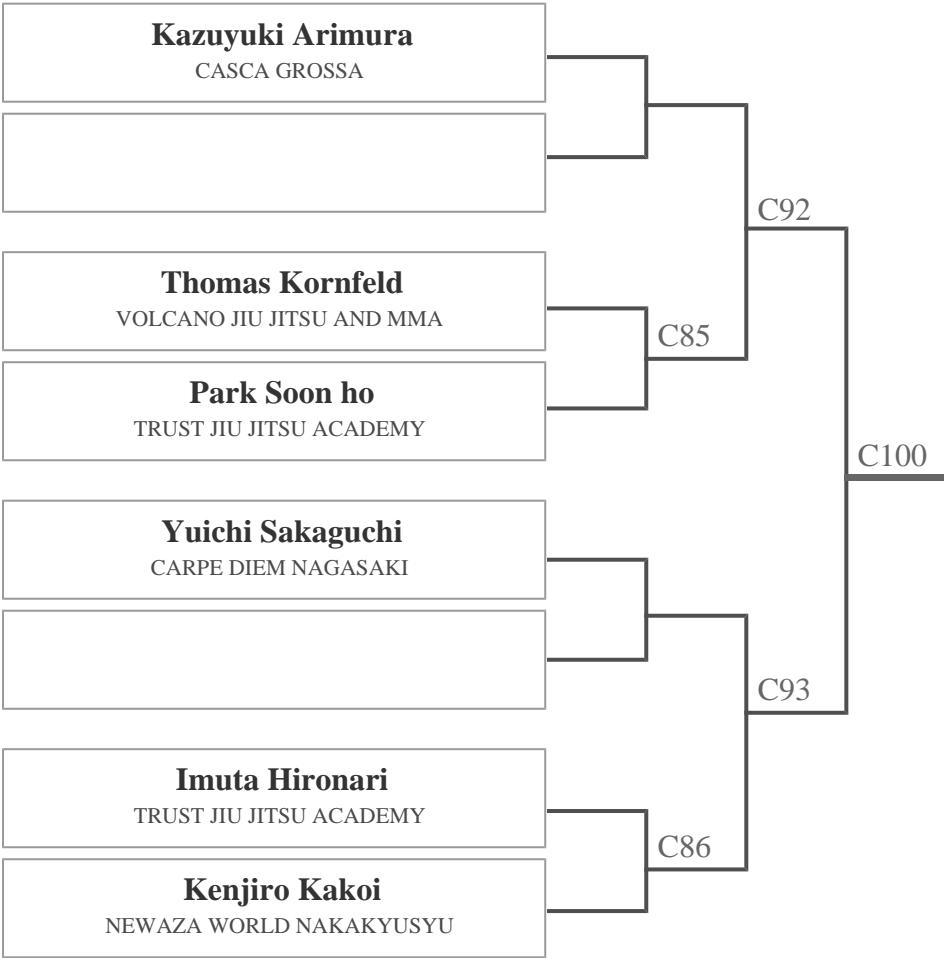 Kazuyuki Arimura
CASCA GROSSA
C92
Thomas Kornfeld
VOLCANO JIU JITSU AND MMA
C85
Park Soon ho
TRUST JIU JITSU ACADEMY
C100
Yuichi Sakaguchi
CARPE DIEM NAGASAKI
C93
Imuta Hironari
TRUST JIU JITSU ACADEMY
C86
Kenjiro Kakoi
NEWAZA WORLD NAKAKYUSYU